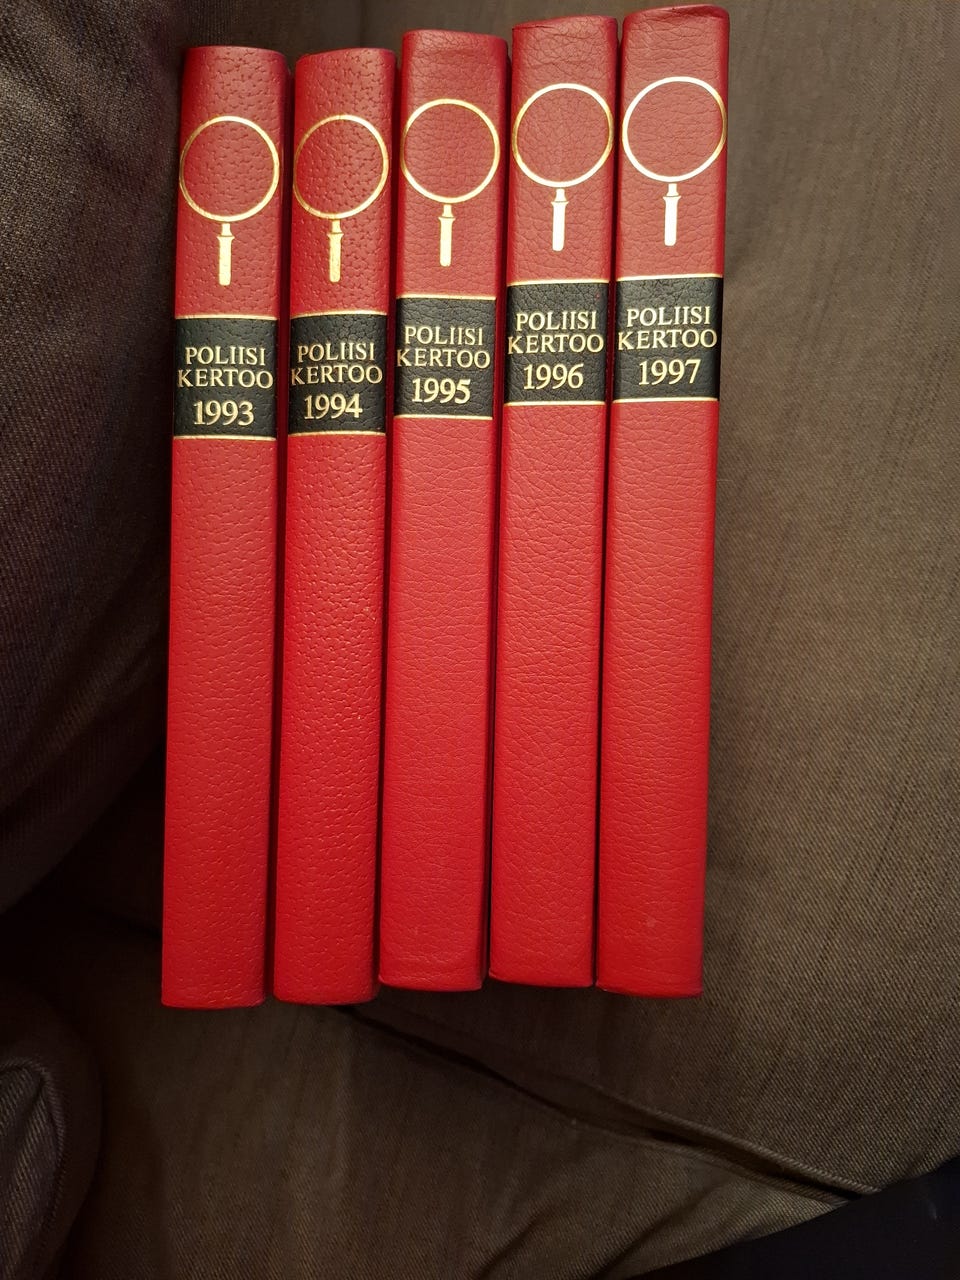 POLIISI
KERTOO
1993
POLIISI
KERTOO
1994
POLIISI
KERTOO
1995
POLIISI
KERTOO
1996
POLIISI
KERTOO
1997